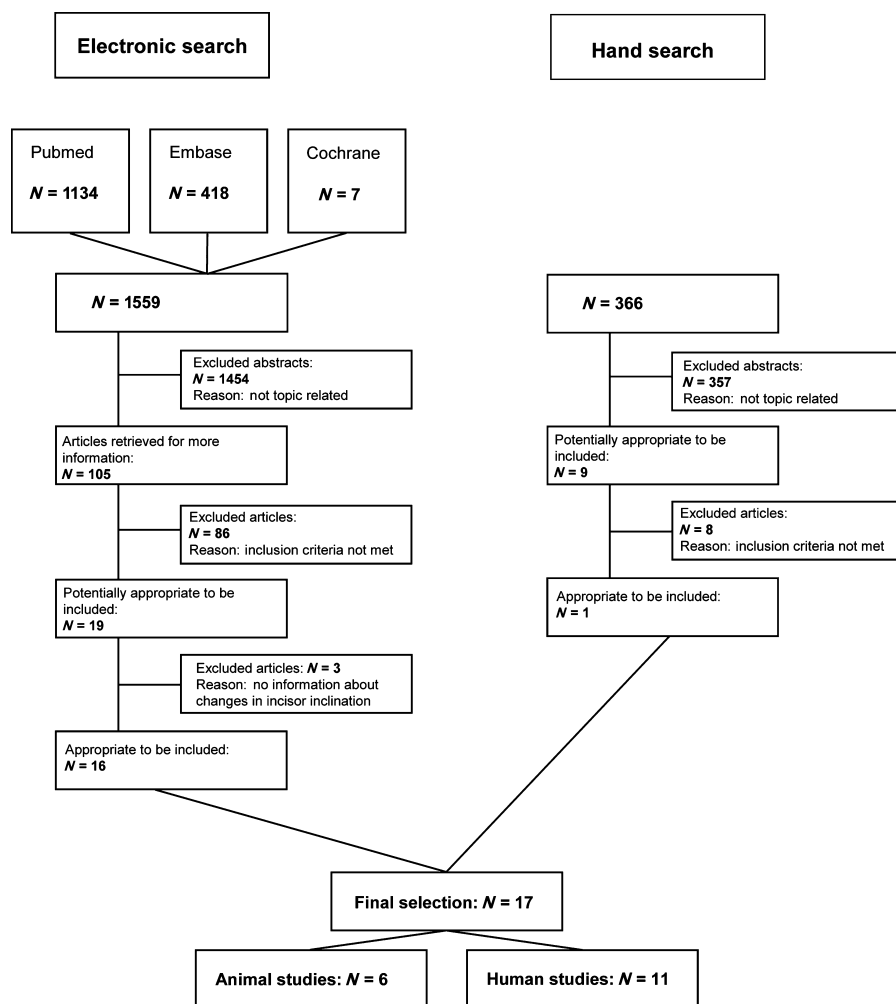 Electronic search
Hand search
Pubmed
N = 1134
Embase
N = 418
Cochrane
N = 7
N = 1559
N = 366
Excluded abstracts:
N = 1454
Reason: not topic related
Excluded abstracts:
N = 357
Reason: not topic related
Articles retrieved for more
information:
N = 105
Potentially appropriate to be
included:
N = 9
Excluded articles:
N = 86
Reason: inclusion criteria not met
Excluded articles:
N = 8
Reason: inclusion criteria not met
Potentially appropriate to be
included:
N = 19
Appropriate to be included:
N = 1
Excluded articles: N = 3
Reason: no information about
changes in incisor inclination
Appropriate to be included:
N = 16
Final selection: N = 17
Animal studies: N = 6
Human studies: N = 11